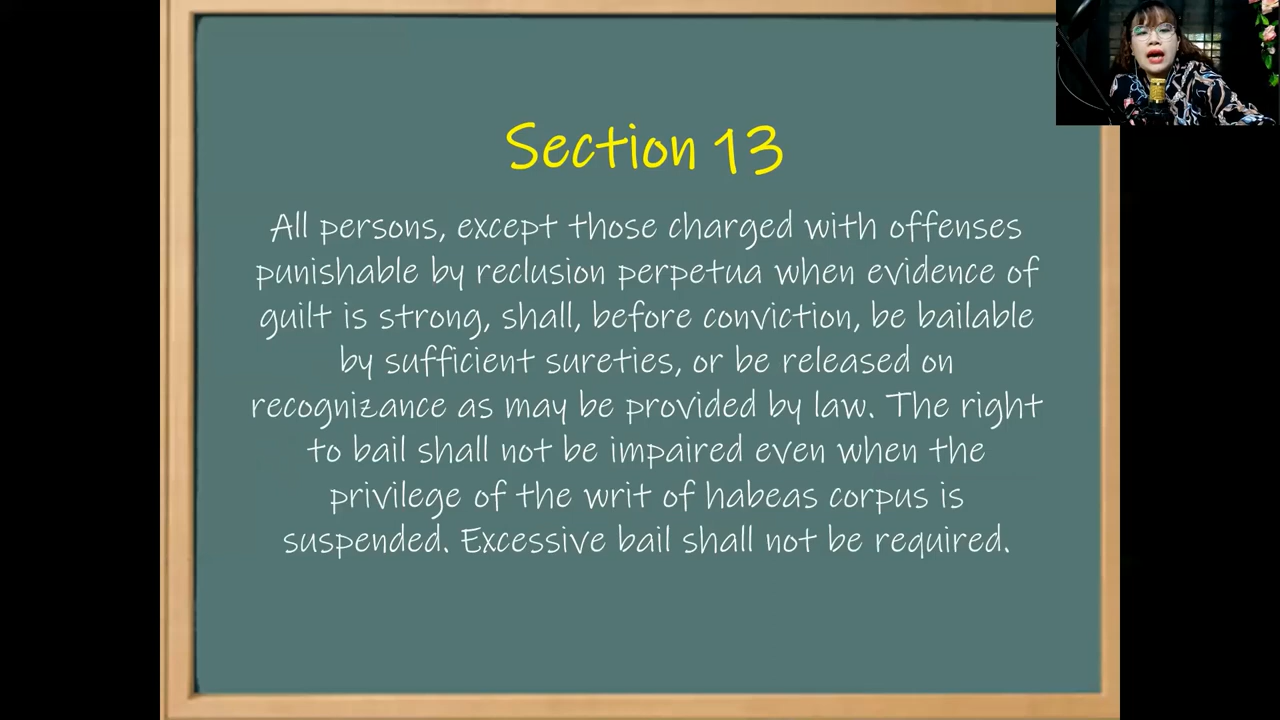 Section 13
All persons, except those charged with offenses
punishable by reclusion perpetua when evidence of
guilt is strong, shall, before conviction, be bailable
by sufficient sureties, or be released on
recognizance as may be provided by law. The right
to bail shall not be impaired even when the
privilege of the writ of habeas corpus is
suspended. Excessive bail shall not be required.